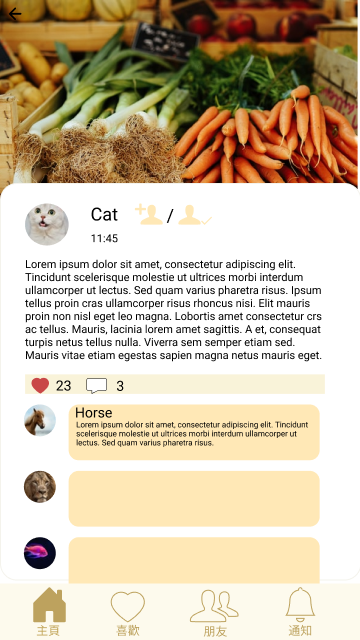 Cat
/
11:45
Lorem ipsum dolor sit amet, consectetur adipiscing elit.
Tincidunt scelerisque molestie ut ultrices morbi interdum
ullamcorper ut lectus. Sed quam varius pharetra risus. Ipsum
tellus proin cras ullamcorper risus rhoncus nisi. Elit mauris
proin non nisl eget leo magna. Lobortis amet consectetur crs
ac tellus. Mauris, lacinia lorem amet sagittis. A et, consequat
turpis netus tellus nulla. Viverra sem semper etiam sed.
Mauris vitae etiam egestas sapien magna netus mauris eget.
23 3
Horse
Lorem ipsum dolor sit amet, consectetur adipiscing elit. Tincidunt
scelerisque molestie ut ultrices morbi interdum ullamcorper ut
lectus. Sed quam varius pharetra risus.
主頁 喜歡 朋友 通知